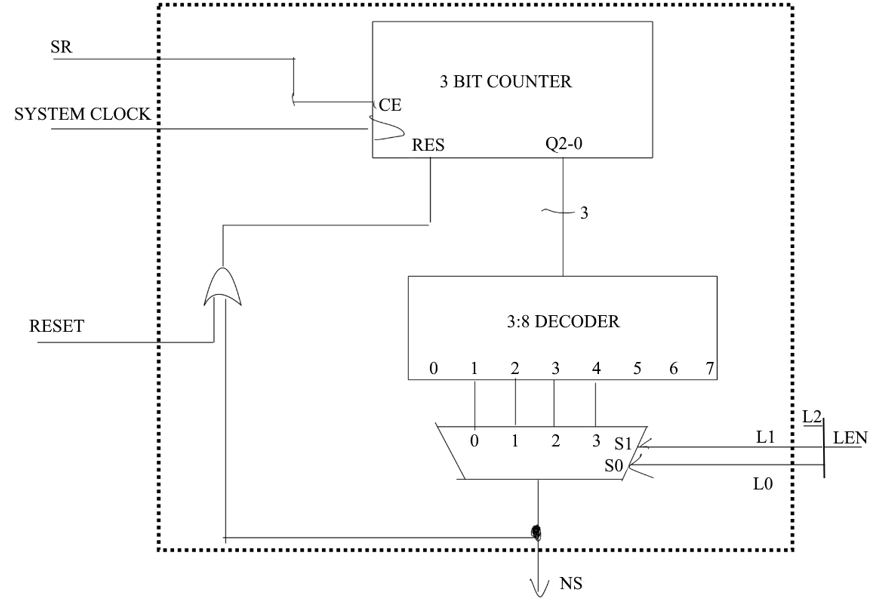 SR
3 BIT COUNTER
CE
SYSTEM CLOCK
RES
Q2-0
3
3:8 DECODER
RESET
0 1 2 3 4 5 6 7
L2
0 1 2 3 S1
L1
LEN
S0
L0
NS